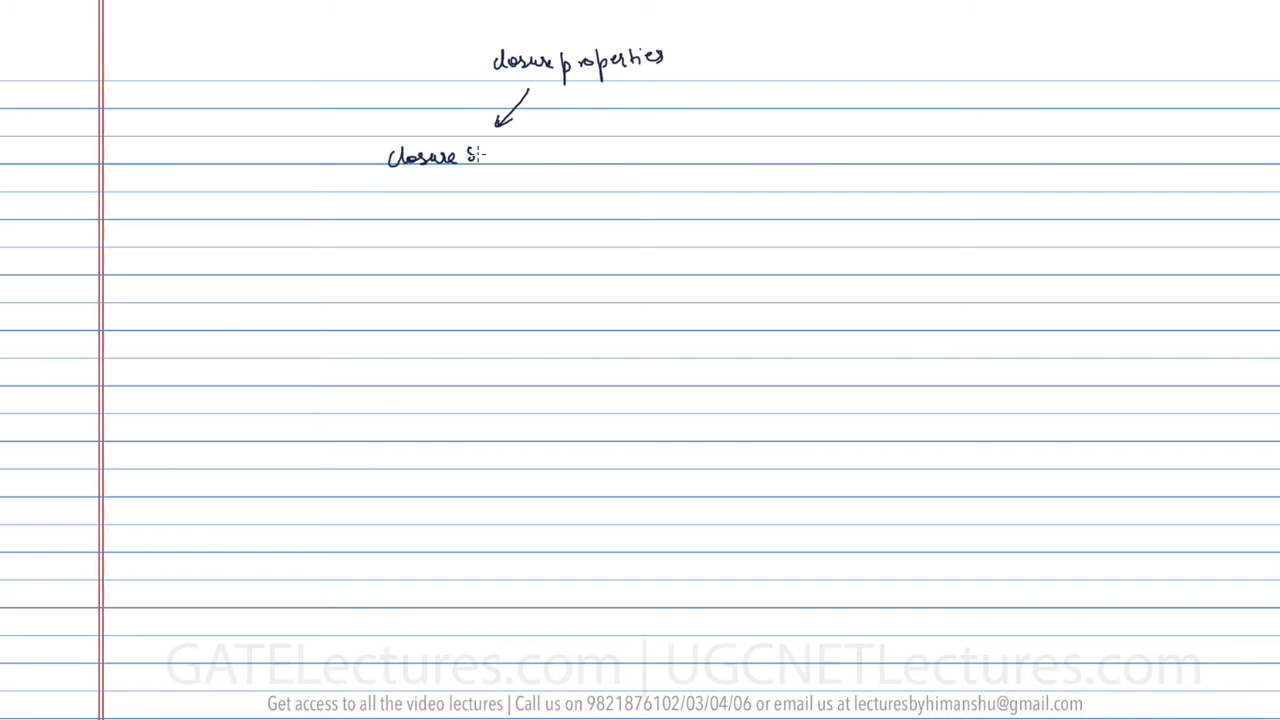 closure properties
closure
GATELectures.com | UGCNETLectures.com
Get access to all the video lectures | Call us on 9821876102/03/04/06 or email us at lecturesbyhimanshu@gmail.com